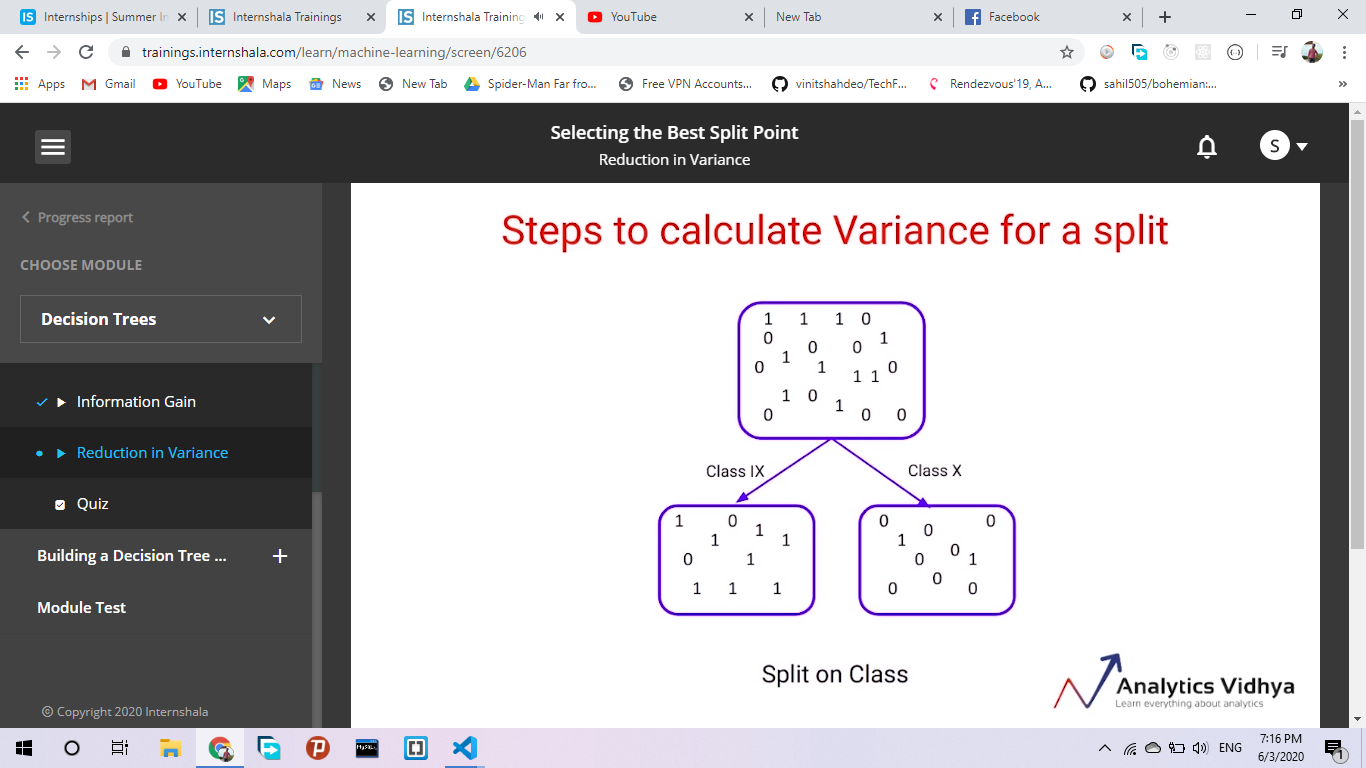 Internships | Summer In
Internshala Trainings
Internshala Training
YouTube
New Tab
Facebook
trainings.internshala.com/learn/machine-learning/screen/6206
Apps
Gmail
YouTube
Maps
News
New Tab
Spider-Man Far fro...
Free VPN Accounts...
vinitshahdeo/TechF...
Rendezvous'19, A...
sahil505/bohemian:...
»
Selecting the Best Split Point
Reduction in Variance
S
Progress report
CHOOSE MODULE
Decision Trees
Information Gain
Reduction in Variance
Quiz
Building a Decision Tree ...
Module Test
© Copyright 2020 Internshala
Steps to calculate Variance for a split
1 1 1 0
0 1
0 0
1
0 1 0
1 1
1 0
1
0 0 0
Class IX
Class X
1 0
1
1 1
0 1
1 1 1
0 0
0
1
0
0 1
0
0 0
Split on Class
Analytics Vidhya
Learn everything about analytics
ENG
7:16 PM
6/3/2020
1